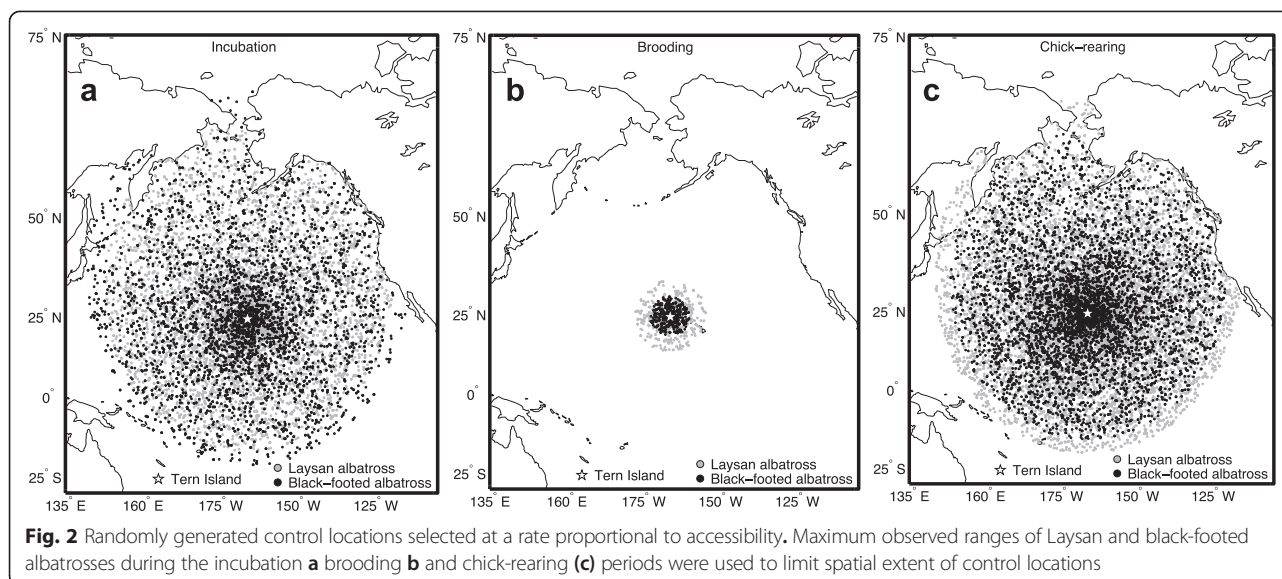 75° N
Incubation
a
50° N
25° N
0°
25° S
Laysan albatross
Tern Island
Black–footed albatross
135° E
160° E
175° W
150° W
125° W
75° N
Brooding
b
50° N
25° N
0°
25° S
Laysan albatross
Tern Island
Black–footed albatross
135° E
160° E
175° W
150° W
125° W
75° N
Chick–rearing
c
50° N
25° N
0°
25° S
Laysan albatross
Tern Island
Black–footed albatross
135° E
160° E
175° W
150° W
125° W
Fig. 2 Randomly generated control locations selected at a rate proportional to accessibility. Maximum observed ranges of Laysan and black-footed
albatrosses during the incubation a brooding b and chick-rearing (c) periods were used to limit spatial extent of control locations